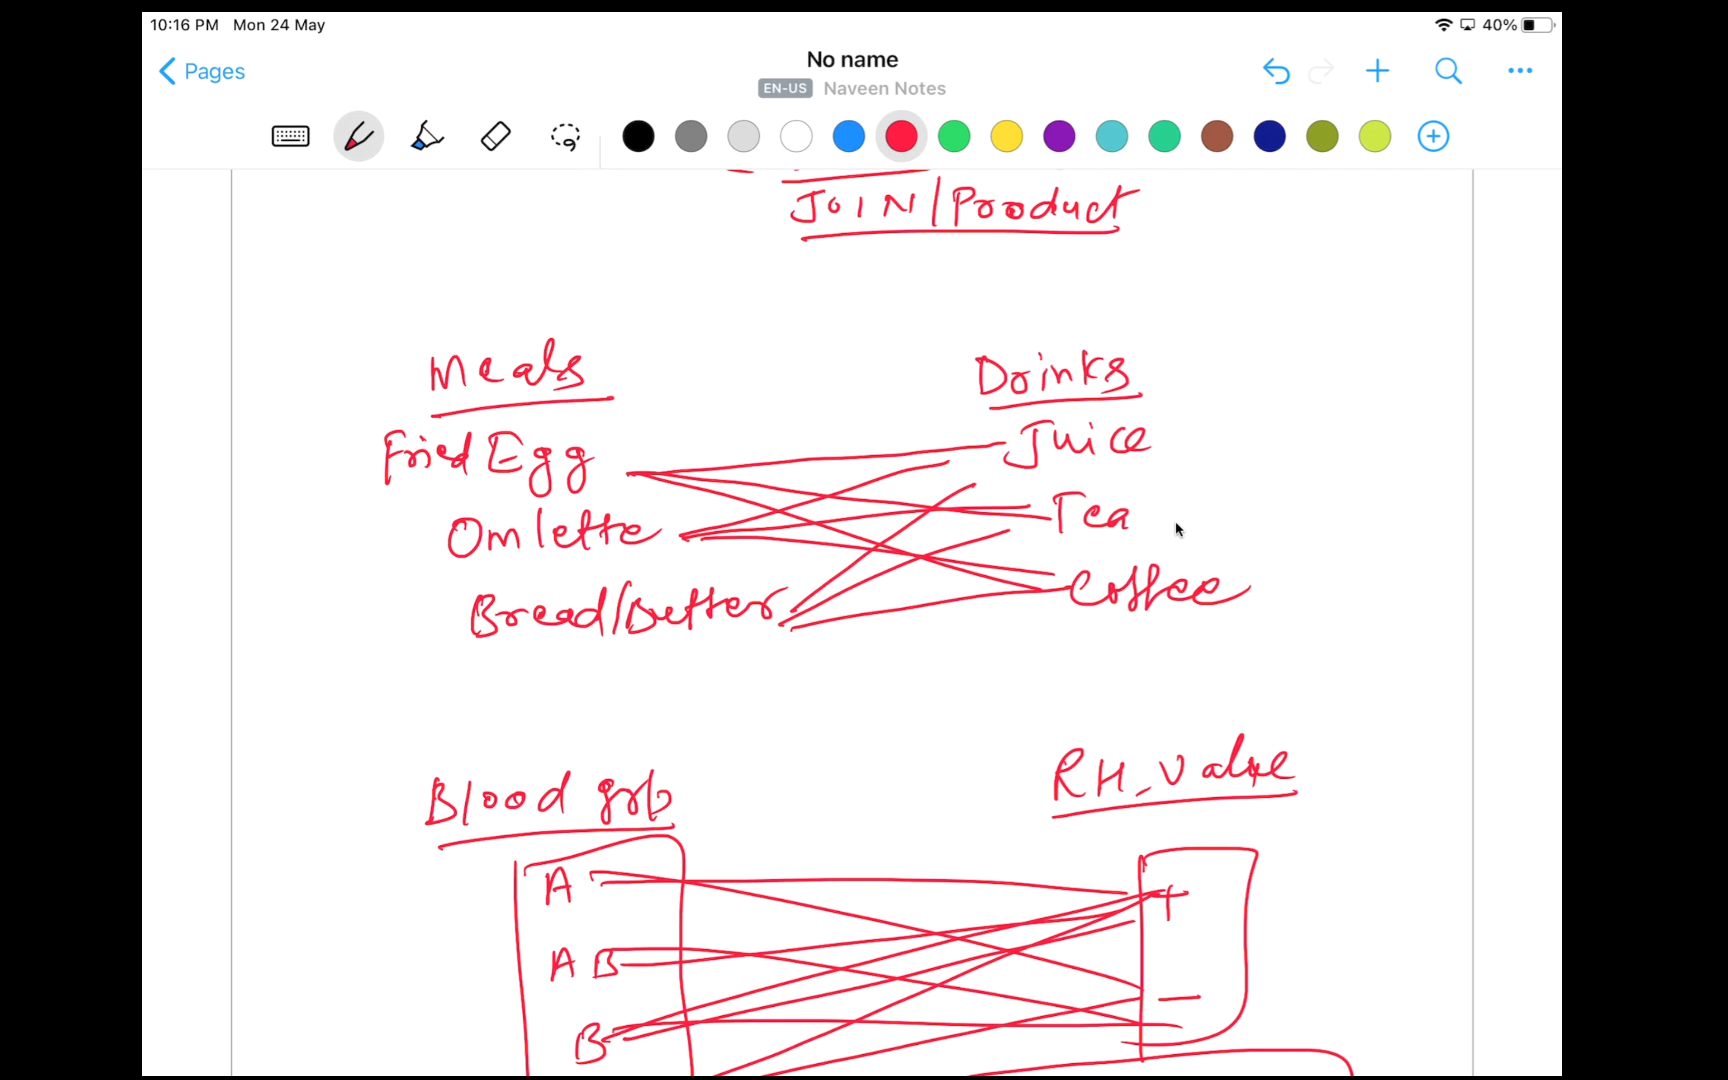 10:16 PM Mon 24 May
40%
Pages
No name
EN-US Naveen Notes
JOIN/Product
Meals Drinks
Fried Egg Juice
Omlette Tea
Bread/Butter Coffee
Blood grp RH_value
A +
AB
- 
B